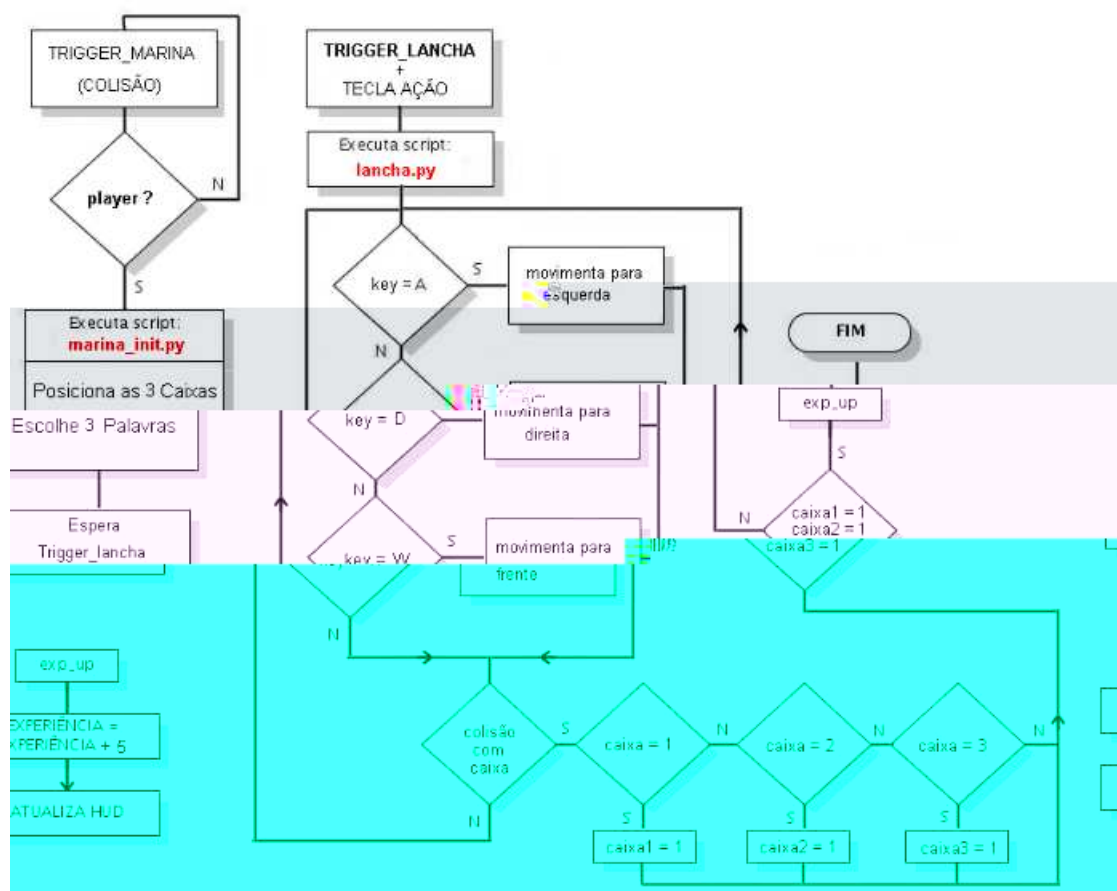 TRIGGER_MARINA
(COLISÃO)
player ?
N
S
Executa script:
marina_init.py
Posiciona as 3 Caixas
Escolhe 3 Palavras
Espera
Trigger_lancha
exp_up
EXPERIÊNCIA =
XPERIÊNCIA + 5
ATUALIZA HUD
TRIGGER_LANCHA
+
TECLA AÇÃO
Executa script:
lancha.py
key = A
S
movimenta para
esquerda
N
key = D
movimenta para
direita
N
key = W
S
movimenta para
frente
N
colisão
com
caixa
S
N
caixa = 1
N
S
caixa1 = 1
caixa = 2
N
S
caixa2 = 1
caixa = 3
N
S
caixa3 = 1
caixa1 = 1
caixa2 = 1
caixa3 = 1
N
S
exp_up
FIM